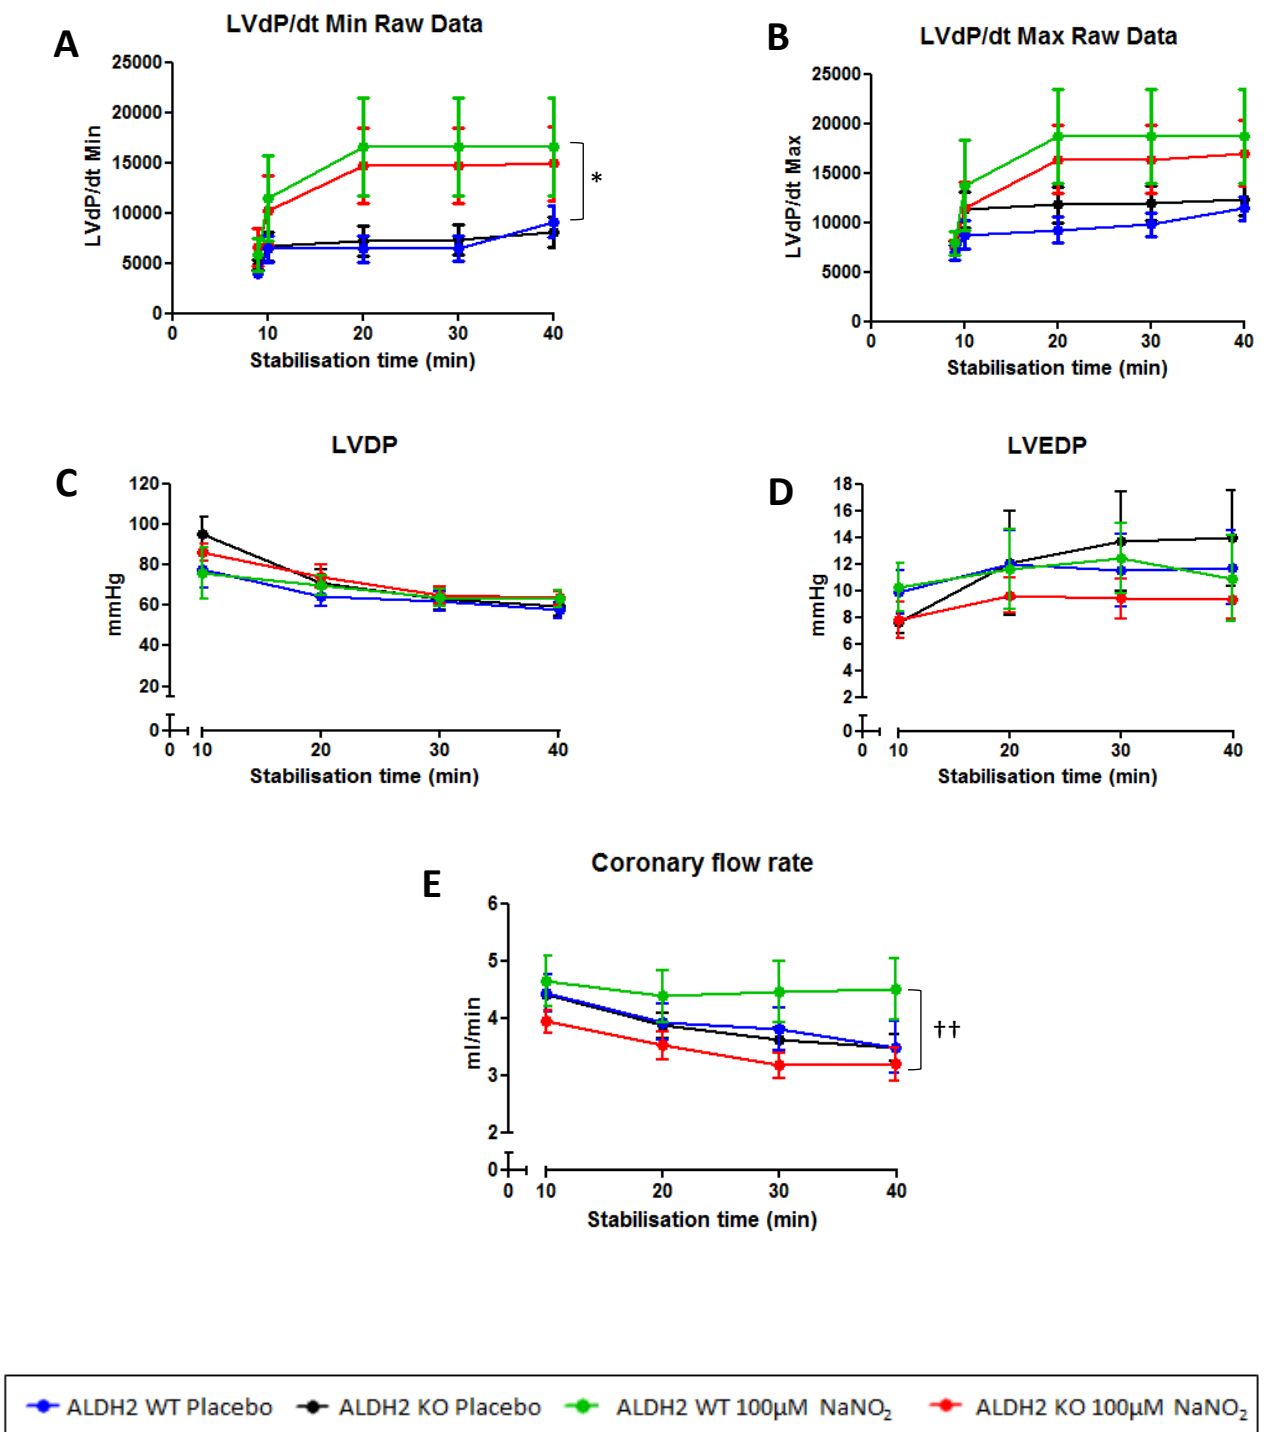 A
LVdP/dt Min Raw Data
25000
20000
15000
10000
5000
0
LVdP/dt Min
*
0 10 20 30 40
Stabilisation time (min)
B
LVdP/dt Max Raw Data
25000
20000
15000
10000
5000
0
LVdP/dt Max
0 10 20 30 40
Stabilisation time (min)
C
LVDP
120
100
80
60
40
20
0
mmHg
0 10 20 30 40
Stabilisation time (min)
D
LVEDP
18
16
14
12
10
8
6
4
2
0
mmHg
0 10 20 30 40
Stabilisation time (min)
E
Coronary flow rate
6
5
4
3
2
0
ml/min
††
0 10 20 30 40
Stabilisation time (min)
ALDH2 WT Placebo ALDH2 KO Placebo ALDH2 WT 100μM NaNO₂ ALDH2 KO 100μM NaNO₂